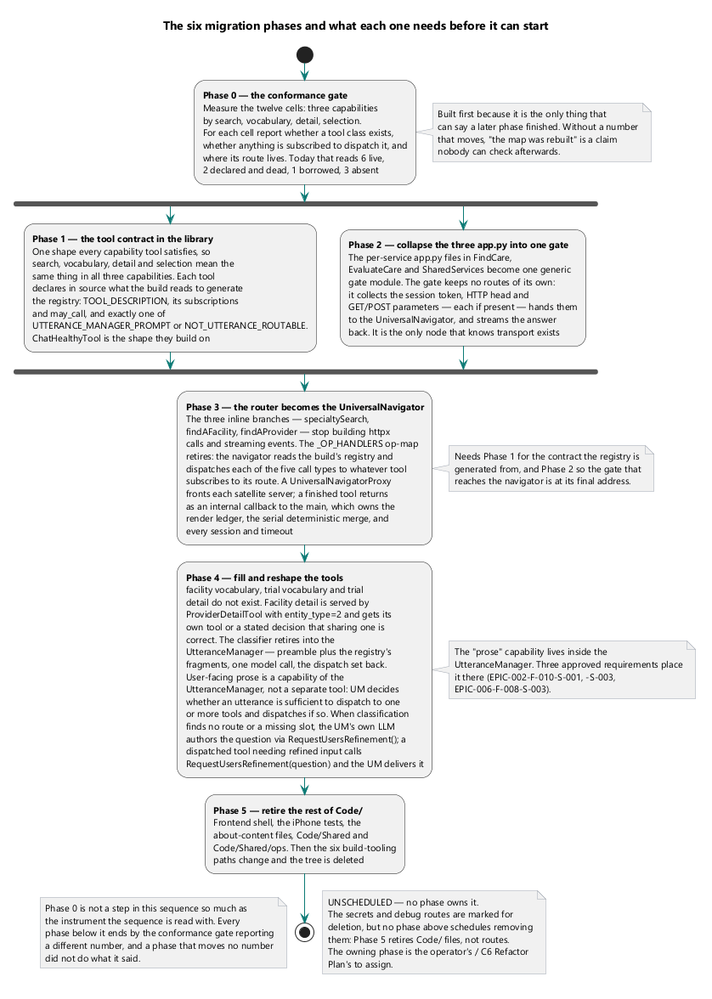 The six migration phases and what each one needs before it can start
Phase 0 — the conformance gate
Measure the twelve cells: three capabilities
by search, vocabulary, detail, selection.
For each cell report whether a tool class exists,
whether anything is subscribed to dispatch it, and
where its route lives. Today that reads 6 live,
2 declared and dead, 1 borrowed, 3 absent
Built first because it is the only thing that
can say a later phase finished. Without a number
that moves, "the map was rebuilt" is a claim
nobody can check afterwards.
Phase 1 — the tool contract in the library
One shape every capability tool satisfies, so
search, vocabulary, detail and selection mean the
same thing in all three capabilities. Each tool
declares in source what the build reads to generate
the registry: TOOL_DESCRIPTION, its subscriptions
and may_call, and exactly one of
UTTERANCE_MANAGER_PROMPT or NOT_UTTERANCE_ROUTABLE.
ChatHealthyTool is the shape they build on
Phase 2 — collapse the three app.py into one gate
The per-service app.py files in FindCare,
EvaluateCare and SharedServices become one generic
gate module. The gate keeps no routes of its own:
it collects the session token, HTTP head and
GET/POST parameters — each if present — hands them
to the UniversalNavigator, and streams the answer
back. It is the only node that knows transport exists
Phase 3 — the router becomes the UniversalNavigator
The three inline branches — specialtySearch,
findAFacility, findAProvider — stop building httpx
calls and streaming events. The _OP_HANDLERS op-map
retires: the navigator reads the build's registry and
dispatches each of the five call types to whatever tool
subscribes to its route. A UniversalNavigatorProxy
fronts each satellite server; a finished tool returns
as an internal callback to the main, which owns the
render ledger, the serial deterministic merge, and
every session and timeout
Needs Phase 1 for the contract the registry is
generated from, and Phase 2 so the gate that
reaches the navigator is at its final address.
Phase 4 — fill and reshape the tools
facility vocabulary, trial vocabulary and trial
detail do not exist. Facility detail is served by
ProviderDetailTool with entity_type=2 and gets its
own tool or a stated decision that sharing one is
correct. The classifier retires into the
UtteranceManager — preamble plus the registry's
fragments, one model call, the dispatch set back.
User-facing prose is a capability of the
UtteranceManager, not a separate tool: UM decides
whether an utterance is sufficient to dispatch to one
or more tools and dispatches if so. When classification
finds no route or a missing slot, the UM's own LLM
authors the question via RequestUsersRefinement(); a
dispatched tool needing refined input calls
RequestUsersRefinement(question) and the UM delivers it
The "prose" capability lives inside the
UtteranceManager. Three approved requirements place
it there (EPIC-002-F-010-S-001, -S-003,
EPIC-006-F-008-S-003).
Phase 5 — retire the rest of Code/
Frontend shell, the iPhone tests, the
about-content files, Code/Shared and
Code/Shared/ops. Then the six build-tooling
paths change and the tree is deleted
Phase 0 is not a step in this sequence so much as
the instrument the sequence is read with. Every
phase below it ends by the conformance gate reporting
a different number, and a phase that moves no number
did not do what it said.
UNSCHEDULED — no phase owns it.
The secrets and debug routes are marked for
deletion, but no phase above schedules removing
them: Phase 5 retires Code/ files, not routes.
The owning phase is the operator's / C6 Refactor
Plan's to assign.